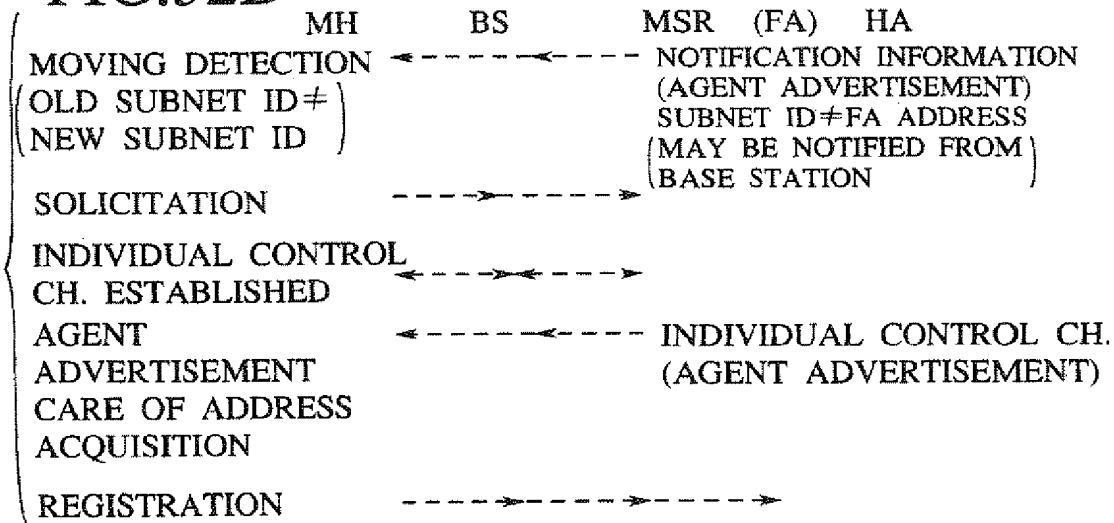 MH BS MSR (FA) HA
MOVING DETECTION
(OLD SUBNET ID≠
NEW SUBNET ID)
NOTIFICATION INFORMATION
(AGENT ADVERTISEMENT)
SUBNET ID≠FA ADDRESS
(MAY BE NOTIFIED FROM
BASE STATION)
SOLICITATION
INDIVIDUAL CONTROL
CH. ESTABLISHED
AGENT
ADVERTISEMENT
CARE OF ADDRESS
ACQUISITION
INDIVIDUAL CONTROL CH.
(AGENT ADVERTISEMENT)
REGISTRATION